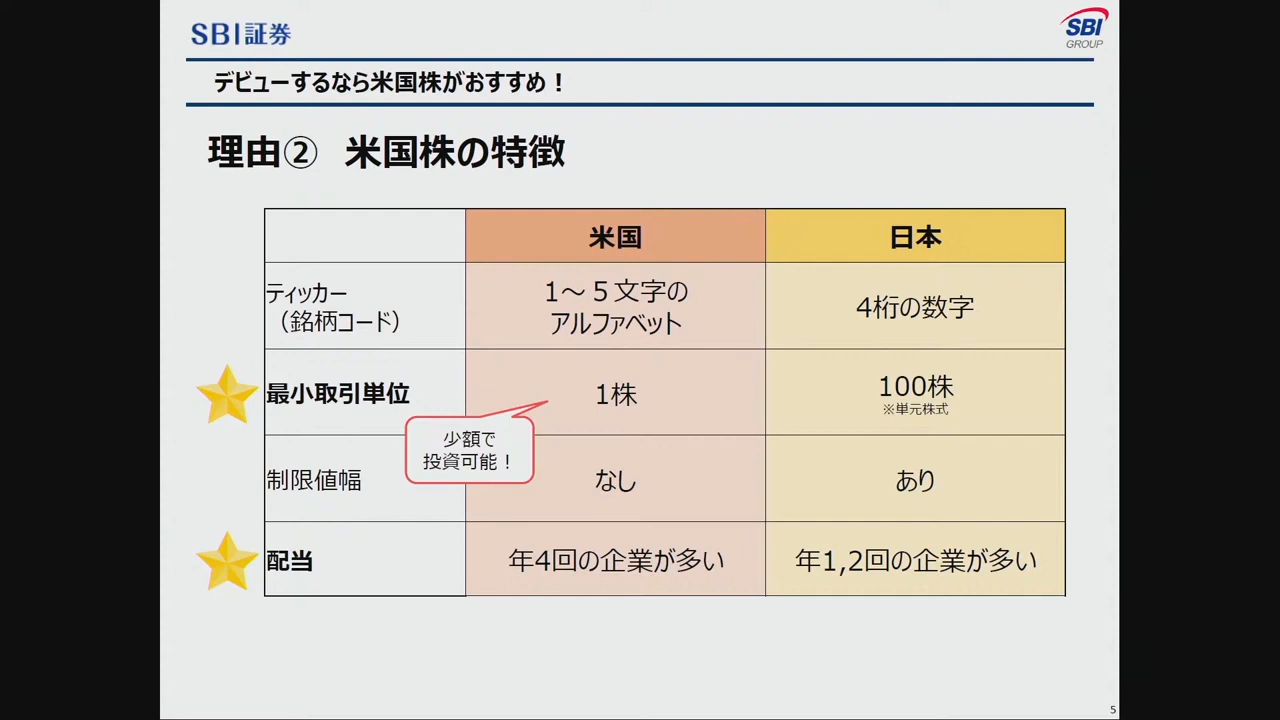 SBI証券
SBI
GROUP
デビューするなら米国株がおすすめ！
理由② 米国株の特徴
米国
日本
ティッカー
（銘柄コード）
1～５文字の
アルファベット
4桁の数字
最小取引単位
1株
100株
※単元株式
少額で
投資可能！
制限値幅
なし
あり
配当
年4回の企業が多い
年1,2回の企業が多い
5